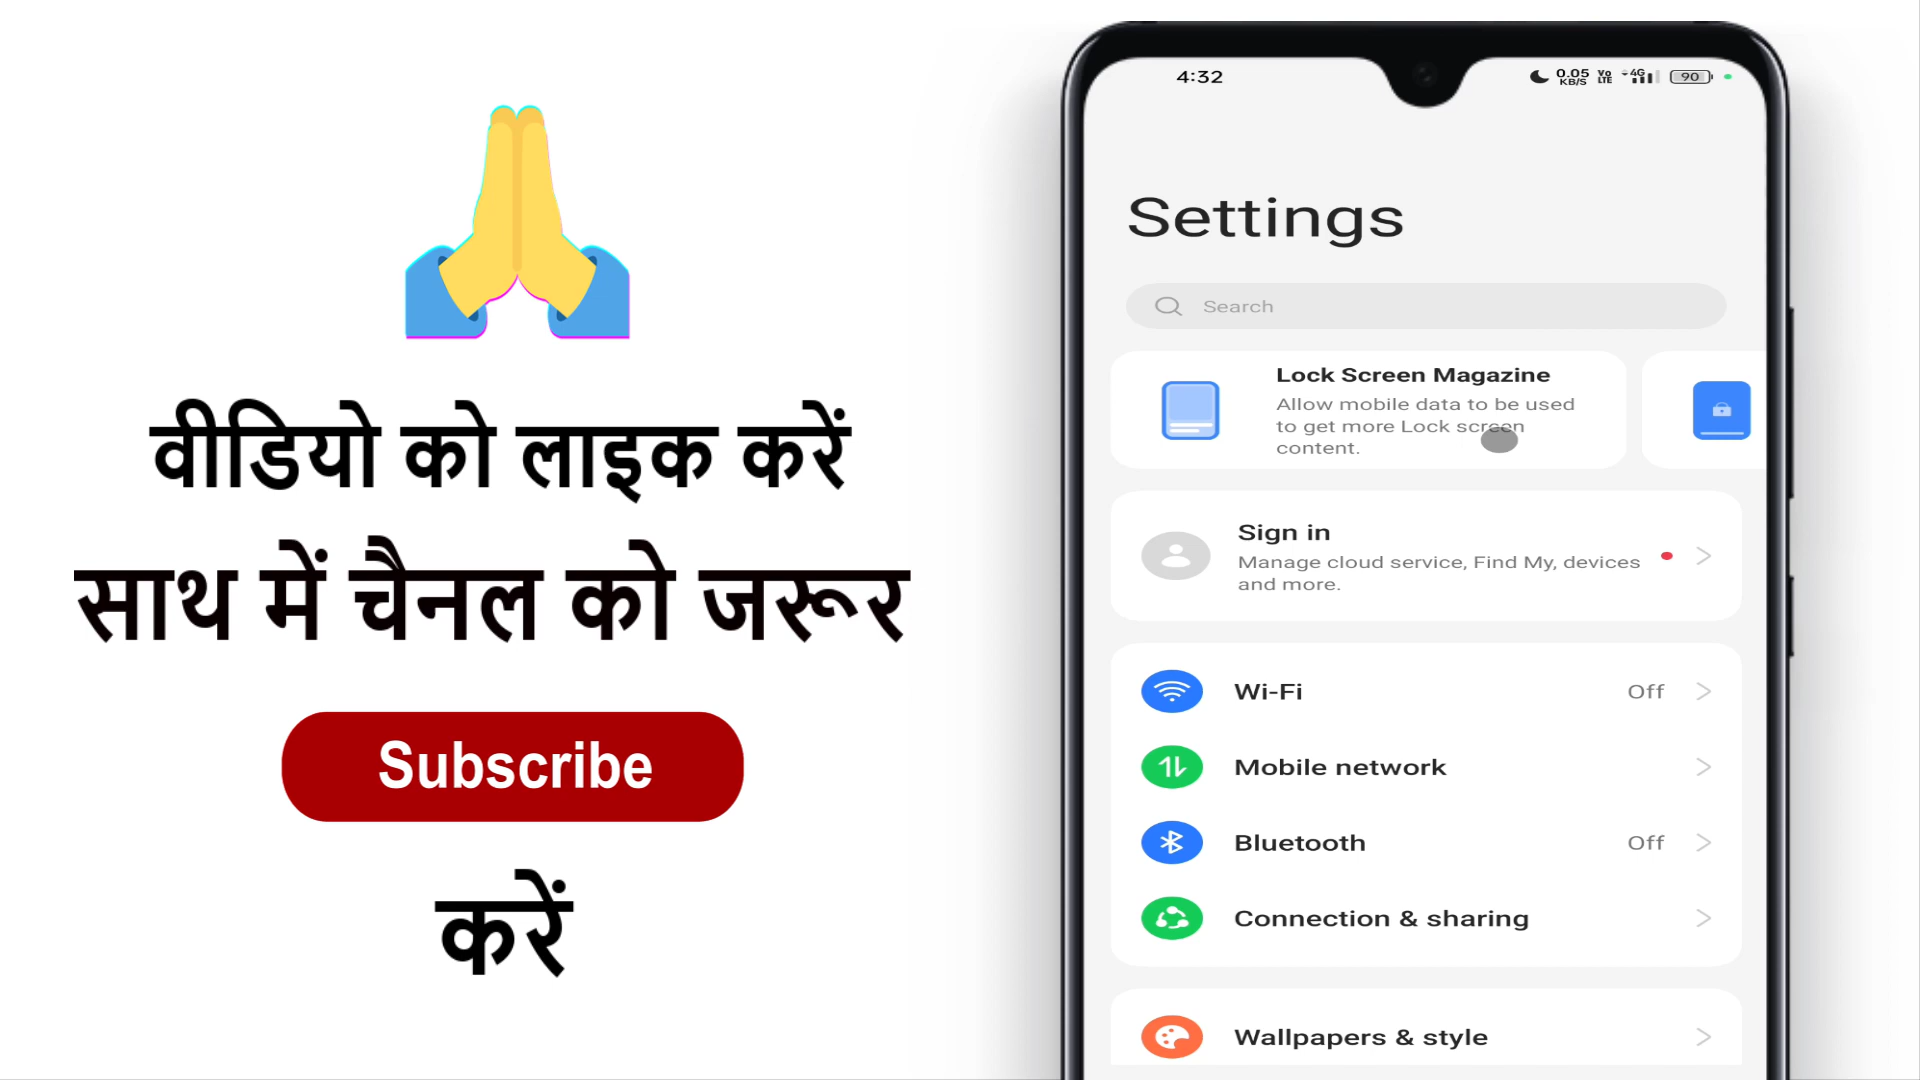 वीडियो को लाइक करें
साथ में चैनल को जरूर
Subscribe
करें
4:32
0.05
KB/S
Vo
LTE
4G
90
Settings
Search
Lock Screen Magazine
Allow mobile data to be used
to get more Lock screen
content.
Sign in
Manage cloud service, Find My, devices
and more.
Wi-Fi Off
Mobile network
Bluetooth Off
Connection & sharing
Wallpapers & style